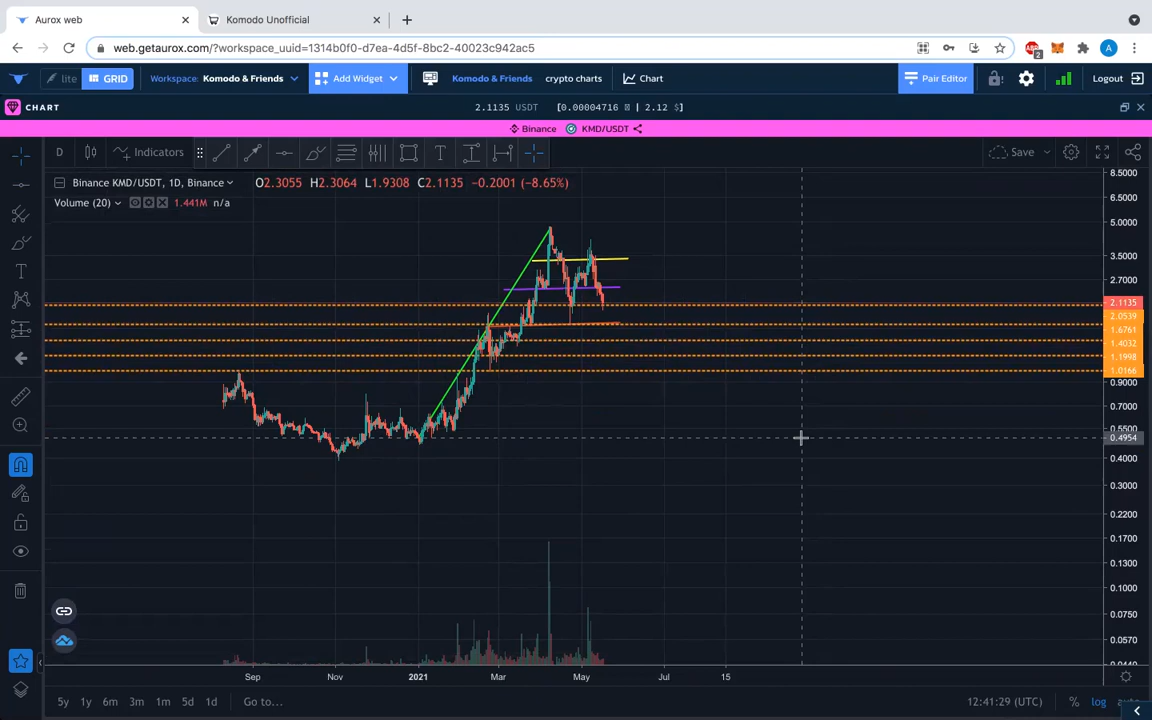 Aurox web
Komodo Unofficial
web.getaurox.com/?workspace_uuid=1314b0f0-d7ea-4d5f-8bc2-40023c942ac5
ABP
2
A
lite
GRID
Workspace: Komodo & Friends
Add Widget
Komodo & Friends
crypto charts
Chart
Pair Editor
Logout
CHART
2.1135 USDT [0.00004716 | 2.12 $]
Binance KMD/USDT
D
Indicators
Save
Binance KMD/USDT, 1D, Binance
O2.3055 H2.3064 L1.9308 C2.1135 −0.2001 (−8.65%)
Volume (20) 1.441M n/a
8.5000
6.5000
5.0000
3.5000
2.7000
2.1135
2.0539
1.6761
1.4032
1.1998
1.0166
0.9000
0.7000
0.5500
0.4954
0.4000
0.3000
0.2200
0.1700
0.1300
0.1000
0.0750
0.0570
0.0440
Sep Nov 2021 Mar May Jul 15
5y 1y 6m 3m 1m 5d 1d Go to...
12:41:29 (UTC) % log auto